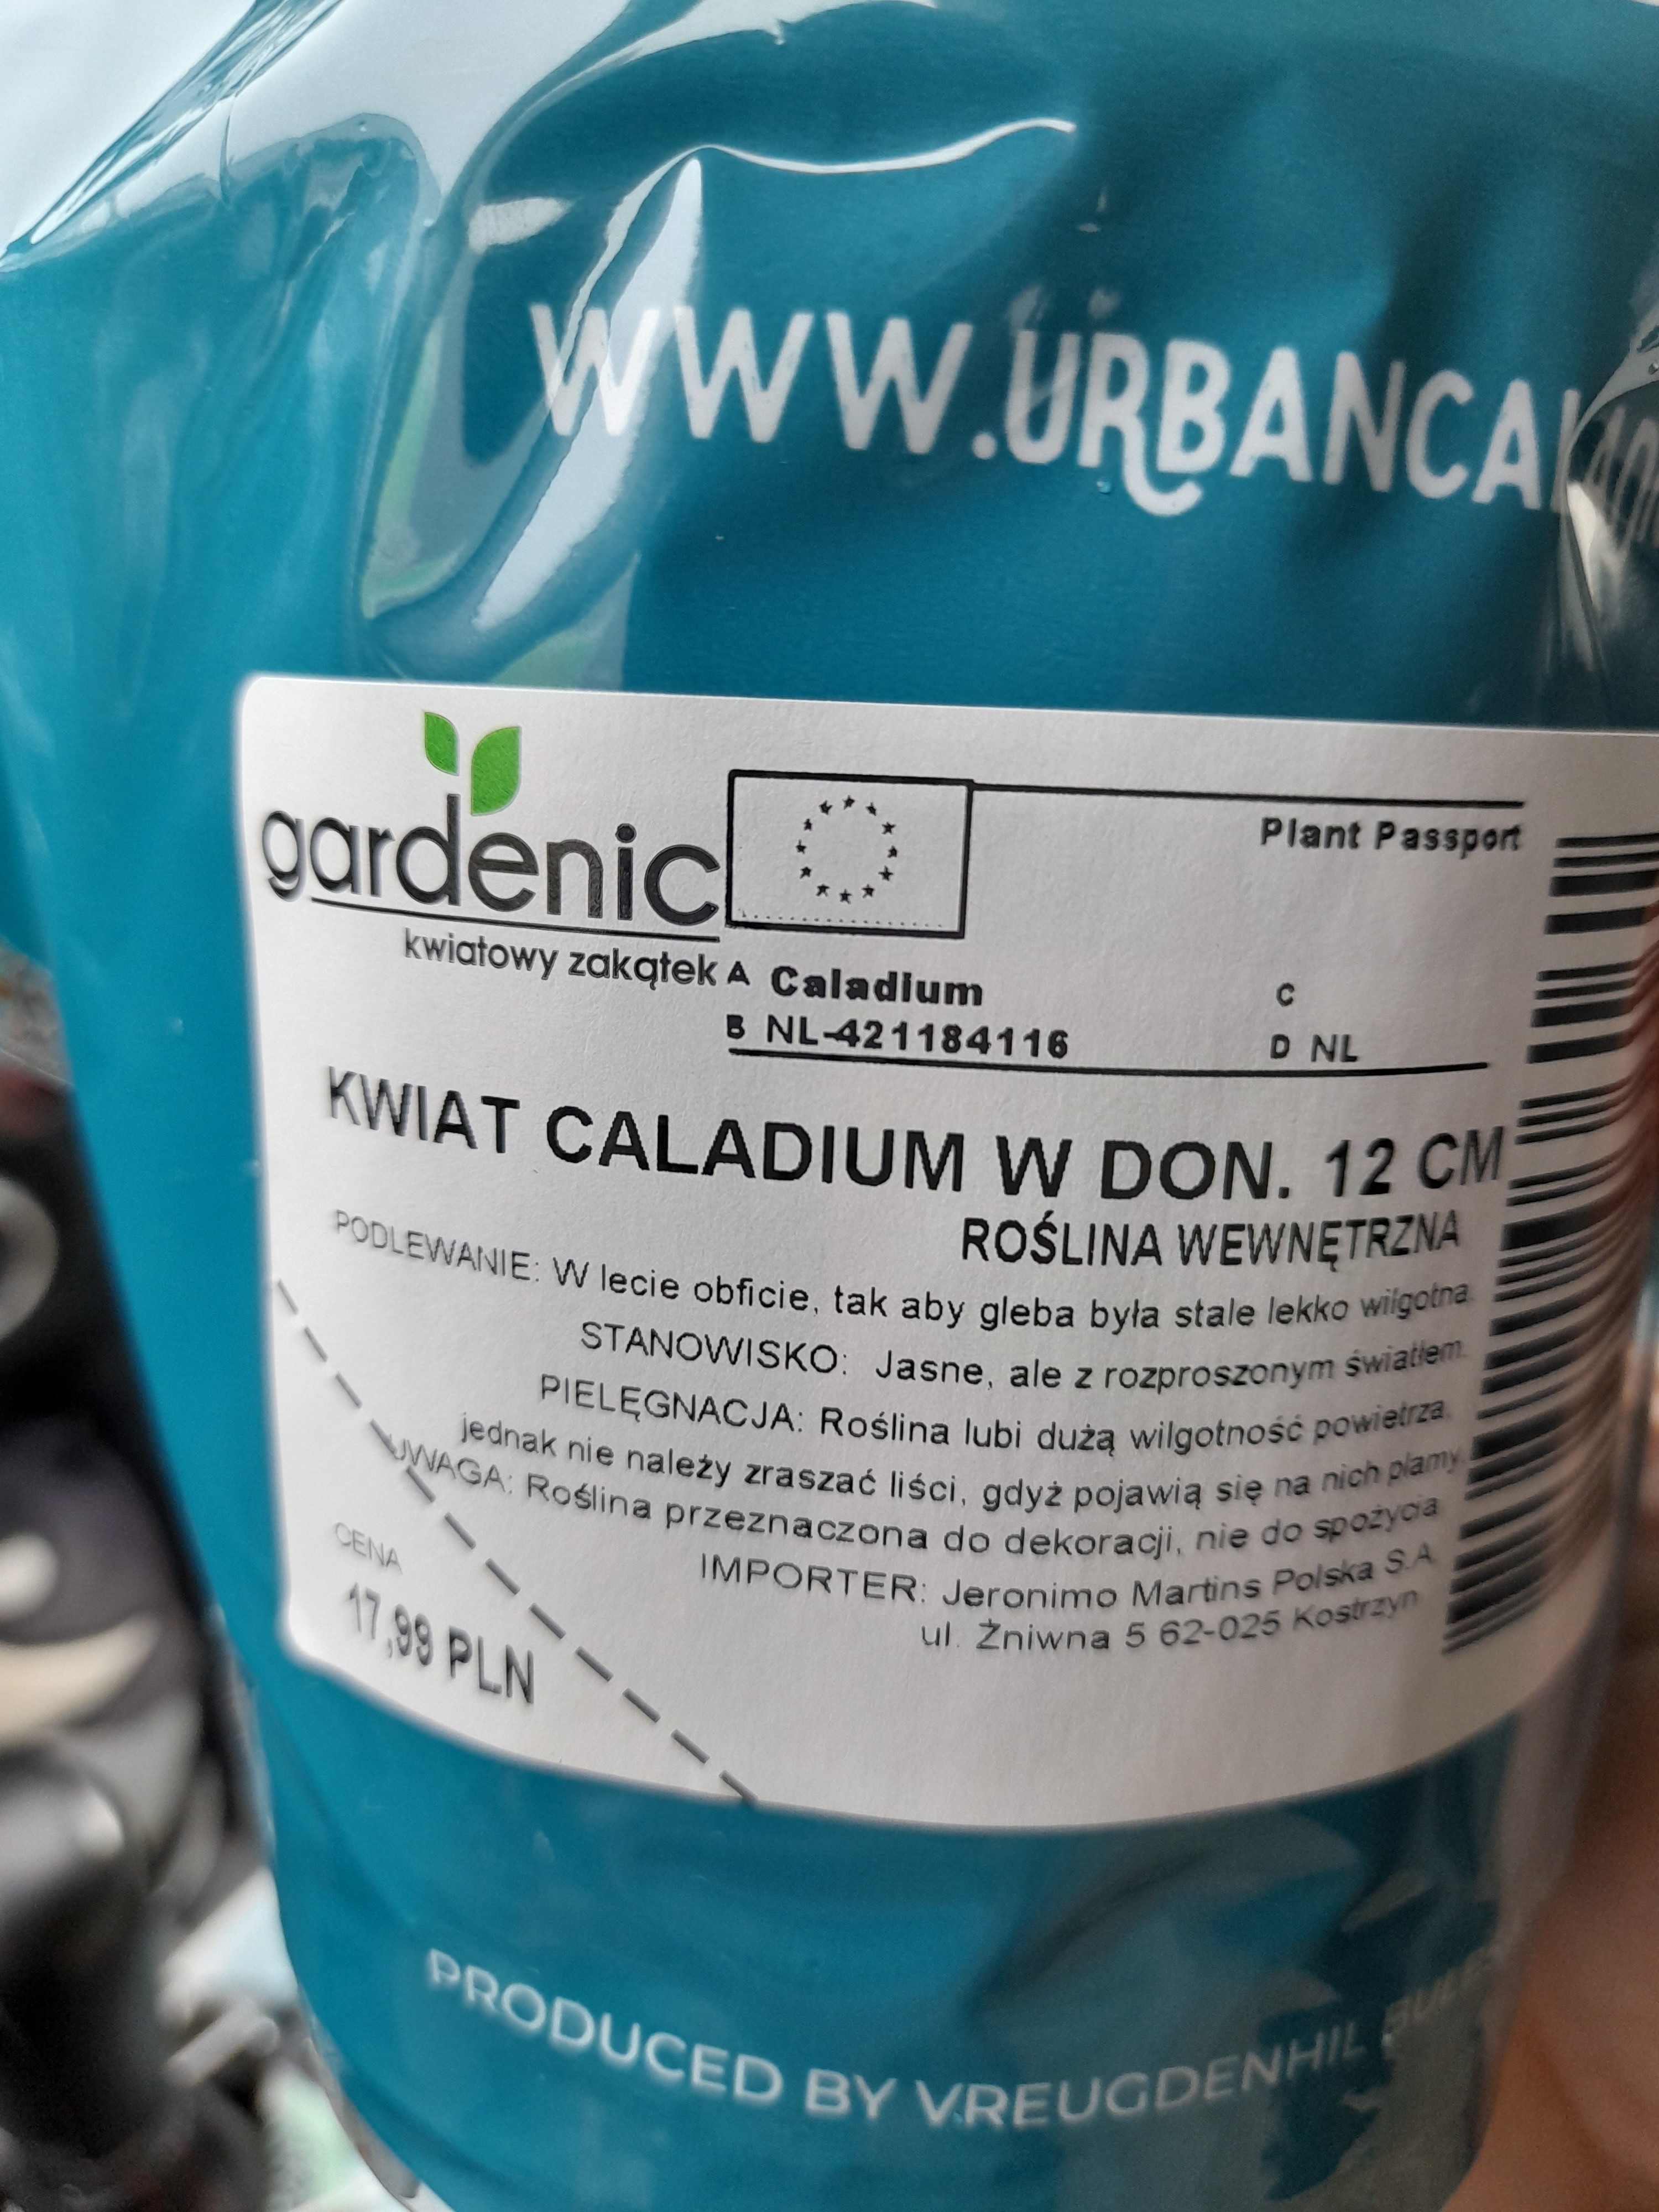 WWW.URBANCAL
gardenic
kwiatowy zakątek
Plant Passport
A Caladium C
B NL-421184116 D NL
KWIAT CALADIUM W DON. 12 CM
ROŚLINA WEWNĘTRZNA
PODLEWANIE: W lecie obficie, tak aby gleba była stale lekko wilgotna.
STANOWISKO: Jasne, ale z rozproszonym światłem.
PIELĘGNACJA: Roślina lubi dużą wilgotność powietrza,
jednak nie należy zraszać liści, gdyż pojawią się na nich plamy.
UWAGA: Roślina przeznaczona do dekoracji, nie do spożycia
IMPORTER: Jeronimo Martins Polska S.A.
ul. Żniwna 5 62-025 Kostrzyn
CENA
17,99 PLN
PRODUCED BY VREUGDENHIL